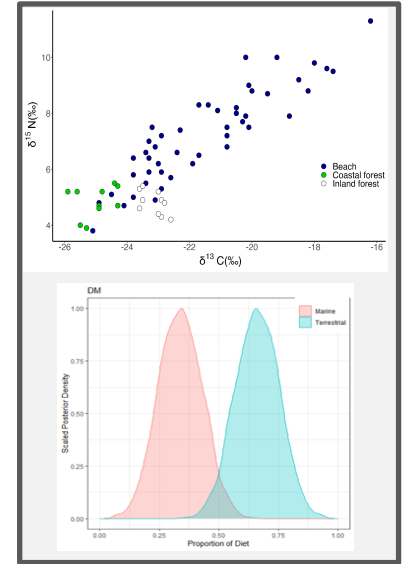 10
8
6
4
δ15 N(‰)
Beach
Coastal forest
Inland forest
-26 -24 -22 -20 -18 -16
δ13 C(‰)
DM
Marine
Terrestrial
1.00
0.75
0.50
0.25
0.00
Scaled Posterior Density
0.00 0.25 0.50 0.75 1.00
Proportion of Diet